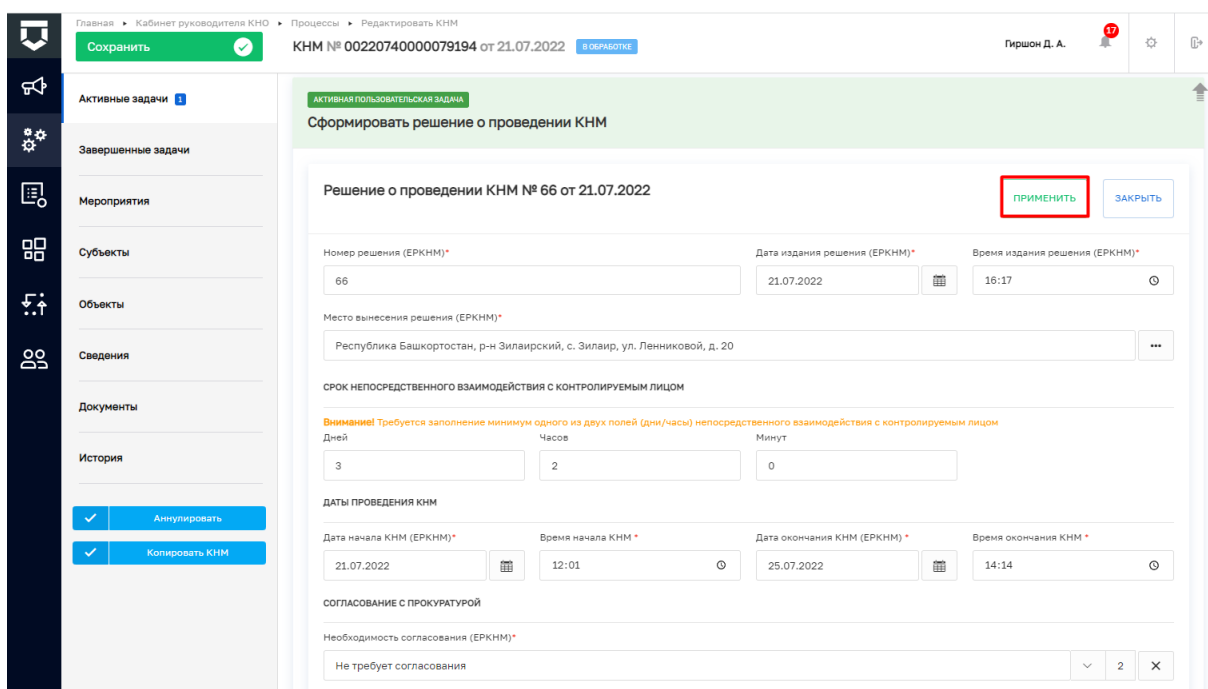 Главная ▸ Кабинет руководителя КНО ▸ Процессы ▸ Редактировать КНМ
Сохранить
КНМ № 00220740000079194 от 21.07.2022 В ОБРАБОТКЕ
Гиршон Д. А.
17
Активные задачи 1
Завершенные задачи
Мероприятия
Субъекты
Объекты
Сведения
Документы
История
Аннулировать
Копировать КНМ
АКТИВНАЯ ПОЛЬЗОВАТЕЛЬСКАЯ ЗАДАЧА
Сформировать решение о проведении КНМ
Решение о проведении КНМ № 66 от 21.07.2022
ПРИМЕНИТЬ
ЗАКРЫТЬ
Номер решения (ЕРКНМ)* Дата издания решения (ЕРКНМ)* Время издания решения (ЕРКНМ)*
66 21.07.2022 16:17
Место вынесения решения (ЕРКНМ)*
Республика Башкортостан, р-н Зилаирский, с. Зилаир, ул. Ленниковой, д. 20 •••
СРОК НЕПОСРЕДСТВЕННОГО ВЗАИМОДЕЙСТВИЯ С КОНТРОЛИРУЕМЫМ ЛИЦОМ
Внимание! Требуется заполнение минимум одного из двух полей (дни/часы) непосредственного взаимодействия с контролируемым лицом
Дней Часов Минут
3 2 0
ДАТЫ ПРОВЕДЕНИЯ КНМ
Дата начала КНМ (ЕРКНМ)* Время начала КНМ * Дата окончания КНМ (ЕРКНМ) * Время окончания КНМ *
21.07.2022 12:01 25.07.2022 14:14
СОГЛАСОВАНИЕ С ПРОКУРАТУРОЙ
Необходимость согласования (ЕРКНМ)*
Не требует согласования 2